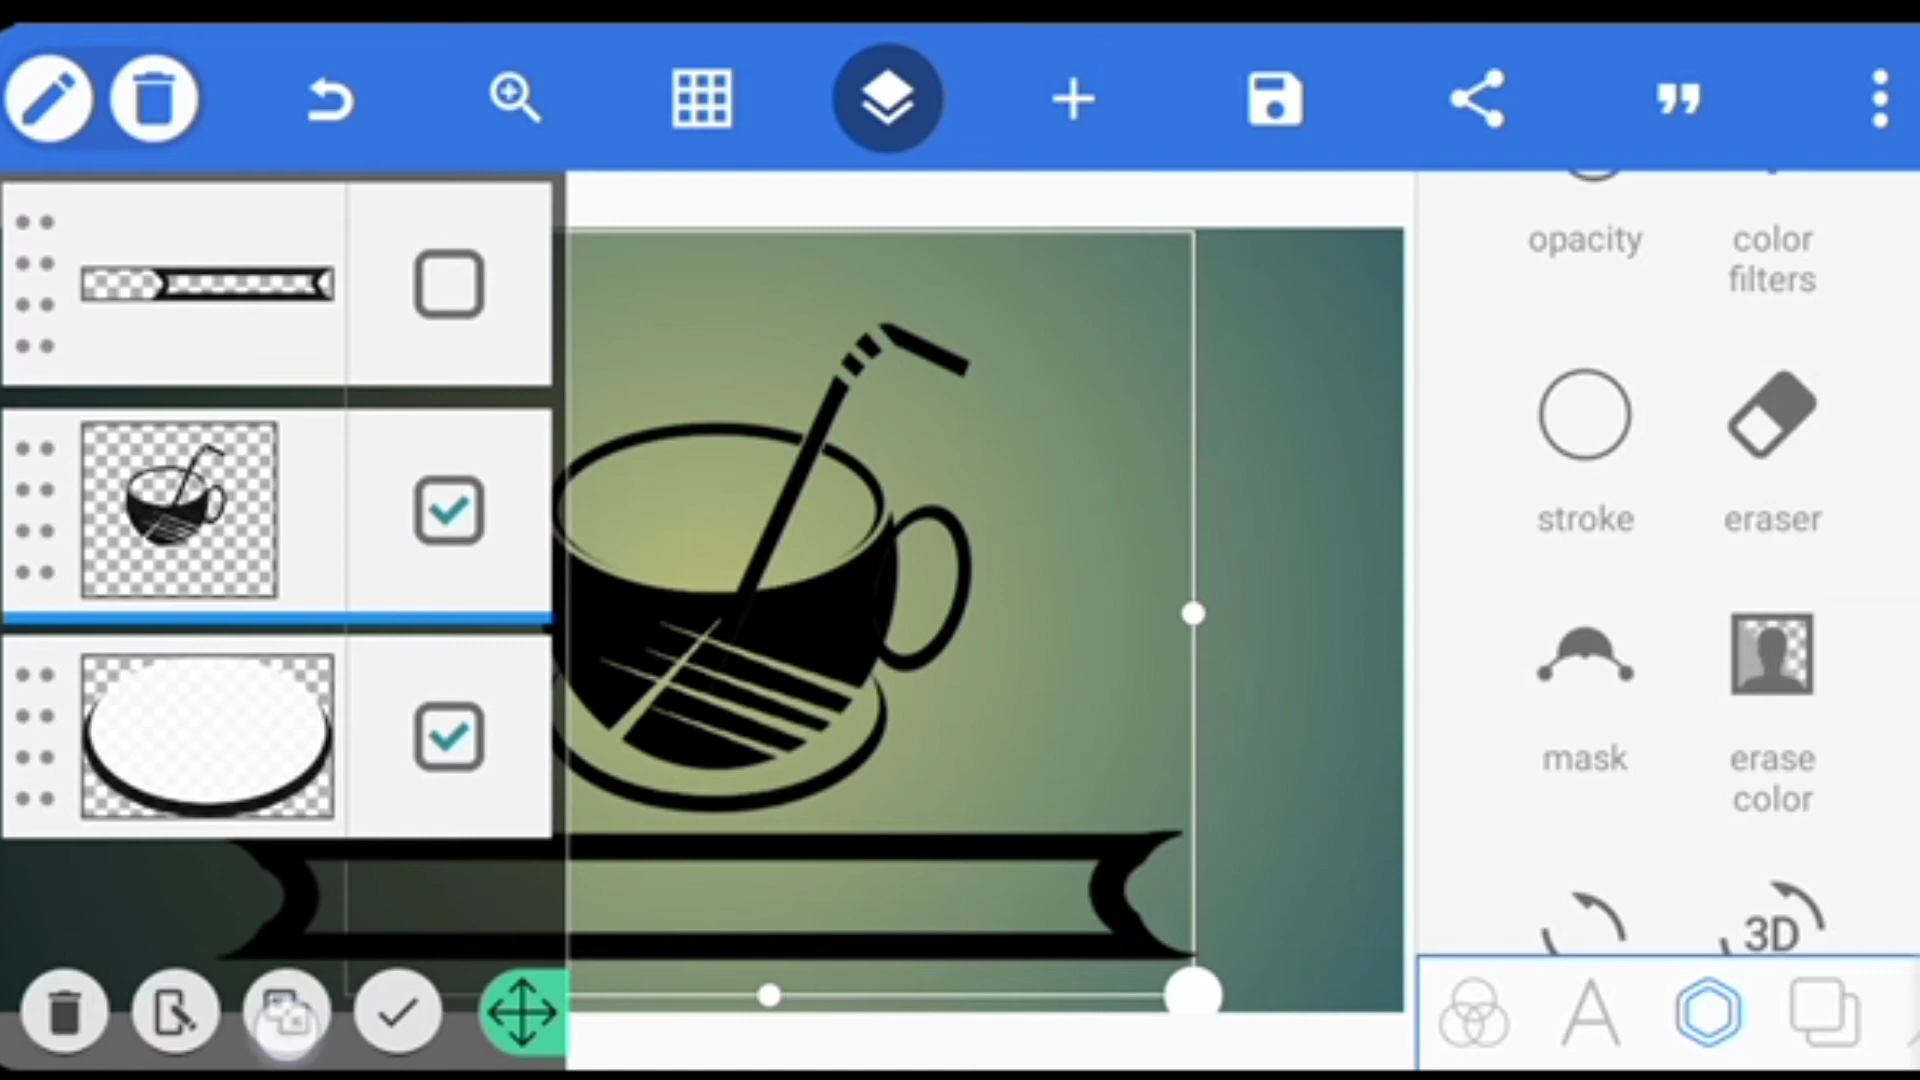 opacity
color
filters
stroke
eraser
mask
erase
color
3D
A